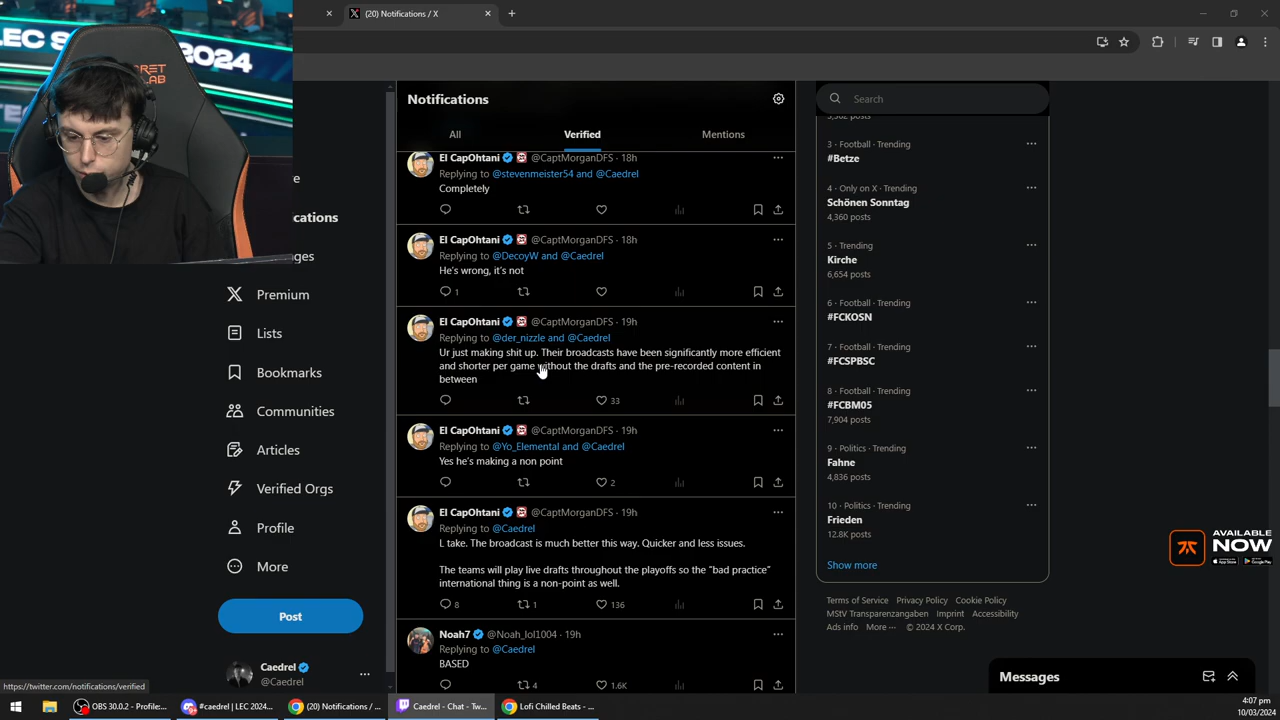 LEC S
2024
RET
LAB
(20) Notifications / X
Notifications
All
Verified
Mentions
Search
El CapOhtani @CaptMorganDFS · 18h
Replying to @stevenmeister54 and @Caedrel
Completely
El CapOhtani @CaptMorganDFS · 18h
Replying to @DecoyW and @Caedrel
He's wrong, it's not
1
El CapOhtani @CaptMorganDFS · 19h
Replying to @der_nizzle and @Caedrel
Ur just making shit up. Their broadcasts have been significantly more efficient
and shorter per game without the drafts and the pre-recorded content in
between
33
El CapOhtani @CaptMorganDFS · 19h
Replying to @Yo_Elemental and @Caedrel
Yes he's making a non point
2
El CapOhtani @CaptMorganDFS · 19h
Replying to @Caedrel
L take. The broadcast is much better this way. Quicker and less issues.
The teams will play live drafts throughout the playoffs so the "bad practice"
international thing is a non-point as well.
8 1 136
Noah7 @Noah_lol1004 · 19h
Replying to @Caedrel
BASED
4 1.6K
ications
ges
Premium
Lists
Bookmarks
Communities
Articles
Verified Orgs
Profile
More
Post
Caedrel
@Caedrel
3 · Football · Trending
#Betze
4 · Only on X · Trending
Schönen Sonntag
4,360 posts
5 · Trending
Kirche
6,654 posts
6 · Football · Trending
#FCKOSN
7 · Football · Trending
#FCSPBSC
8 · Football · Trending
#FCBM05
7,904 posts
9 · Politics · Trending
Fahne
4,836 posts
10 · Politics · Trending
Frieden
12.8K posts
Show more
Terms of Service Privacy Policy Cookie Policy
MStV Transparenzangaben Imprint Accessibility
Ads info More ··· © 2024 X Corp.
AVAILABLE
NOW
App Store
Google Play
Messages
https://twitter.com/notifications/verified
OBS 30.0.2 - Profile:...
#caedrel | LEC 2024...
(20) Notifications / ...
Caedrel - Chat - Tw...
Lofi Chilled Beats - ...
4:07 pm
10/03/2024